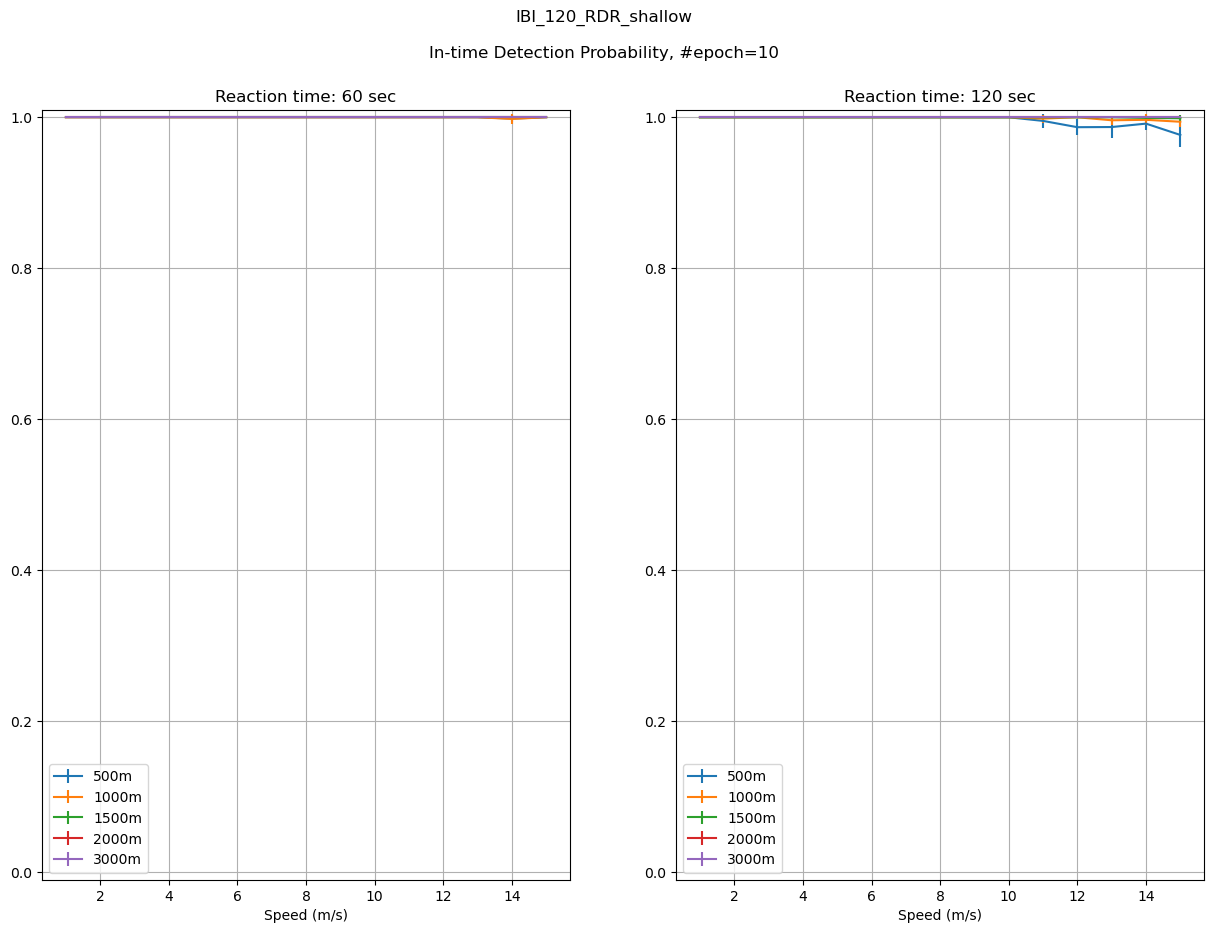 IBI_120_RDR_shallow
In-time Detection Probability, #epoch=10
Reaction time: 60 sec
1.0
0.8
0.6
0.4
0.2
0.0
500m
1000m
1500m
2000m
3000m
2 4 6 8 10 12 14
Speed (m/s)
Reaction time: 120 sec
1.0
0.8
0.6
0.4
0.2
0.0
500m
1000m
1500m
2000m
3000m
2 4 6 8 10 12 14
Speed (m/s)